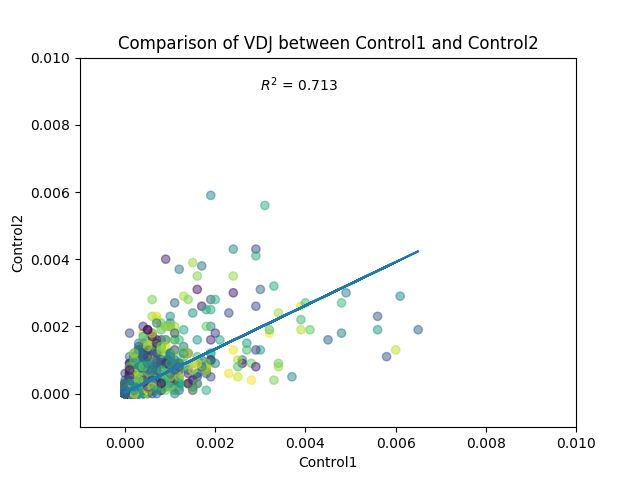 Comparison of VDJ between Control1 and Control2
R² = 0.713
0.010
0.008
0.006
0.004
0.002
0.000
Control2
0.000 0.002 0.004 0.006 0.008 0.010
Control1